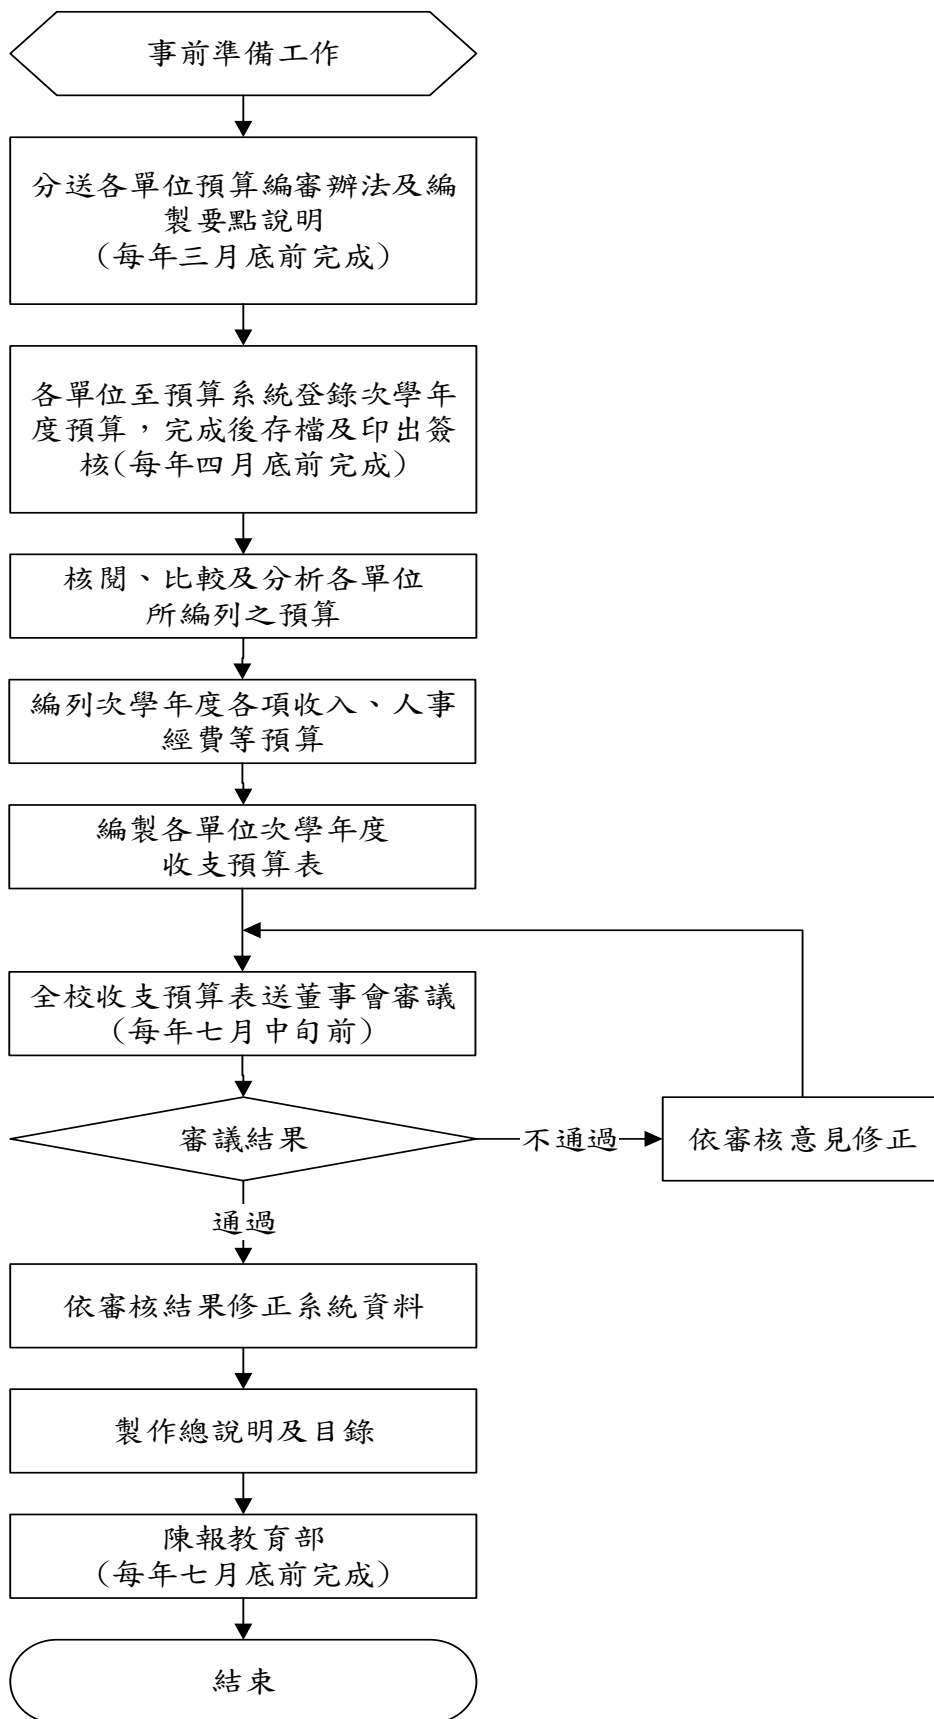 事前準備工作
分送各單位預算編審辦法及編
製要點說明
(每年三月底前完成)
各單位至預算系統登錄次學年
度預算，完成後存檔及印出簽
核(每年四月底前完成)
核閱、比較及分析各單位
所編列之預算
編列次學年度各項收入、人事
經費等預算
編製各單位次學年度
收支預算表
全校收支預算表送董事會審議
(每年七月中旬前)
審議結果
不通過
依審核意見修正
通過
依審核結果修正系統資料
製作總說明及目錄
陳報教育部
(每年七月底前完成)
結束